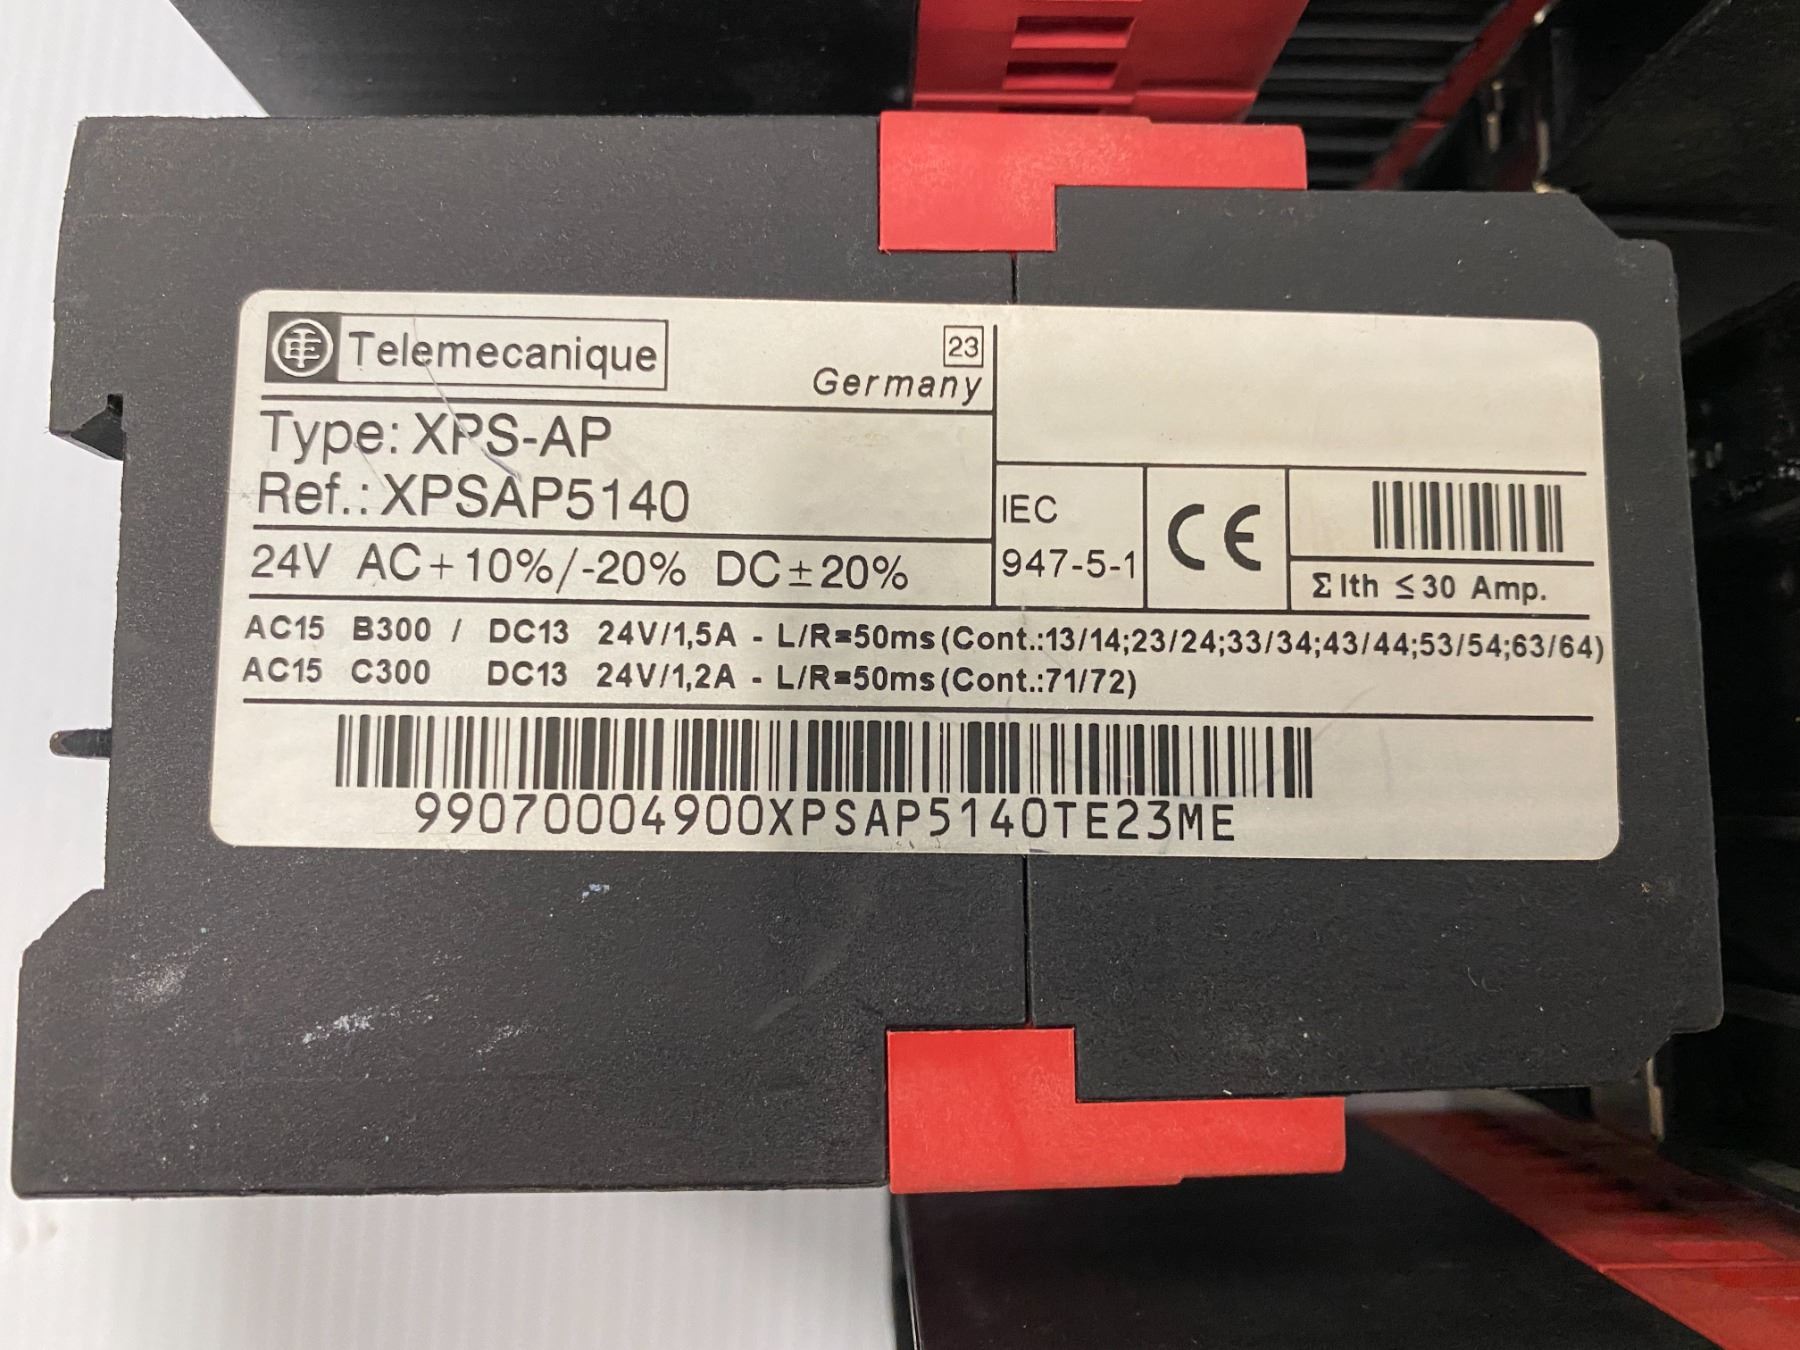 TE Telemecanique
23
Germany
Type: XPS-AP
Ref.: XPSAP5140
24V AC+10%/-20% DC±20%
IEC
947-5-1
CE
Σ Ith ≤30 Amp.
AC15 B300 / DC13 24V/1,5A - L/R=50ms(Cont.:13/14;23/24;33/34;43/44;53/54;63/64)
AC15 C300 DC13 24V/1,2A - L/R=50ms(Cont.:71/72)
99070004900XPSAP5140TE23ME